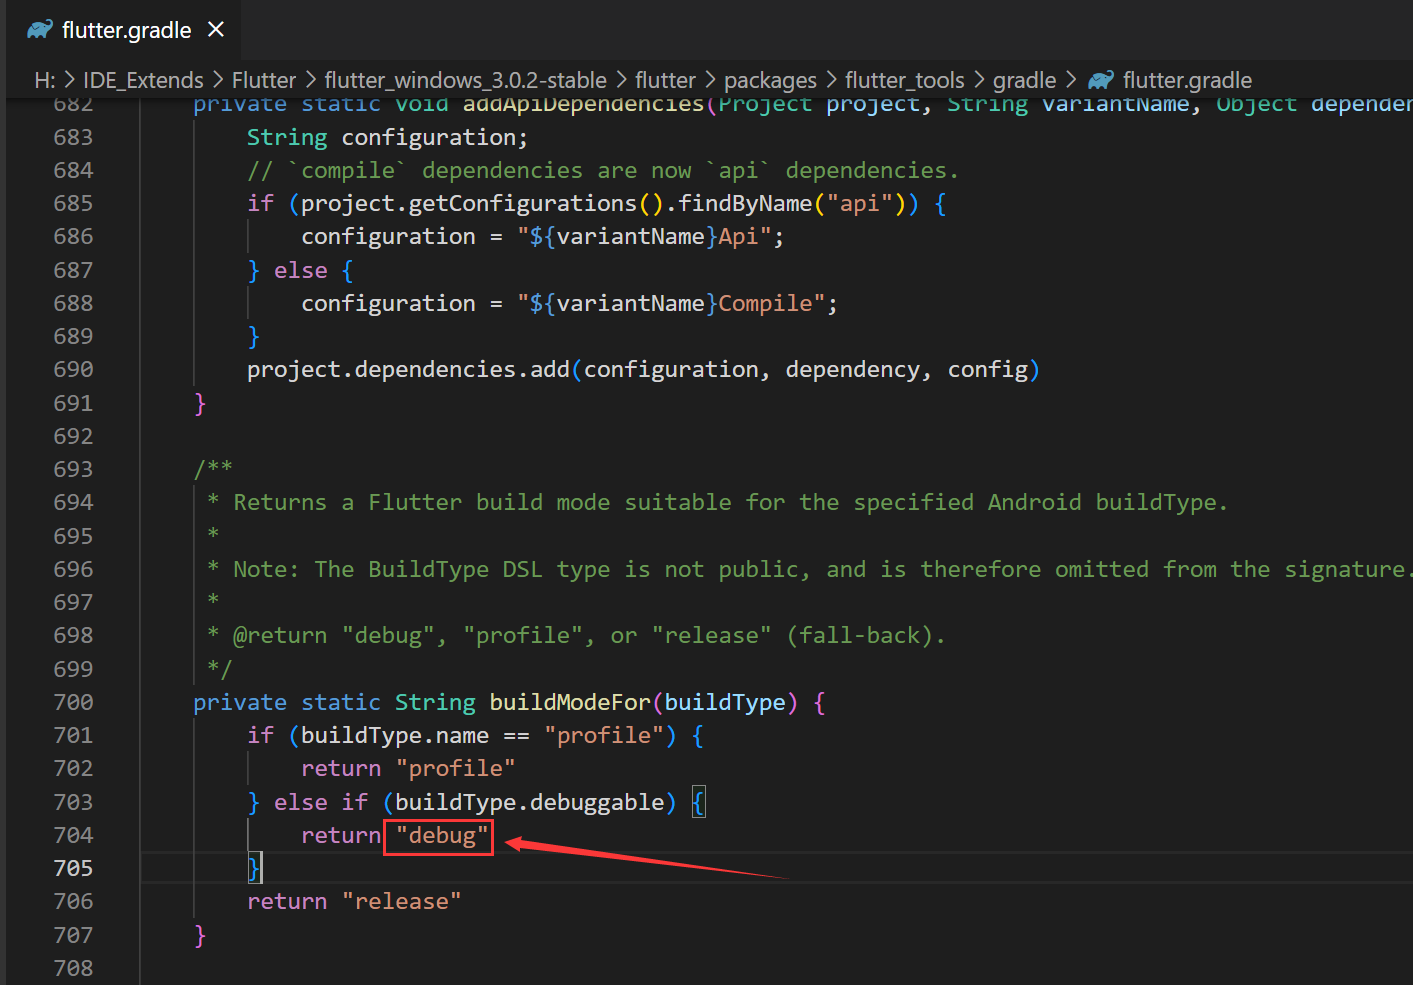 flutter.gradle ×
H: > IDE_Extends > Flutter > flutter_windows_3.0.2-stable > flutter > packages > flutter_tools > gradle > flutter.gradle
682 private static void addApiDependencies(Project project, String variantName, Object dependen
683 String configuration;
684 // `compile` dependencies are now `api` dependencies.
685 if (project.getConfigurations().findByName("api")) {
686 configuration = "${variantName}Api";
687 } else {
688 configuration = "${variantName}Compile";
689 }
690 project.dependencies.add(configuration, dependency, config)
691 }
692
693 /**
694 * Returns a Flutter build mode suitable for the specified Android buildType.
695 *
696 * Note: The BuildType DSL type is not public, and is therefore omitted from the signature.
697 *
698 * @return "debug", "profile", or "release" (fall-back).
699 */
700 private static String buildModeFor(buildType) {
701 if (buildType.name == "profile") {
702 return "profile"
703 } else if (buildType.debuggable) {
704 return "debug"
705 }
706 return "release"
707 }
708